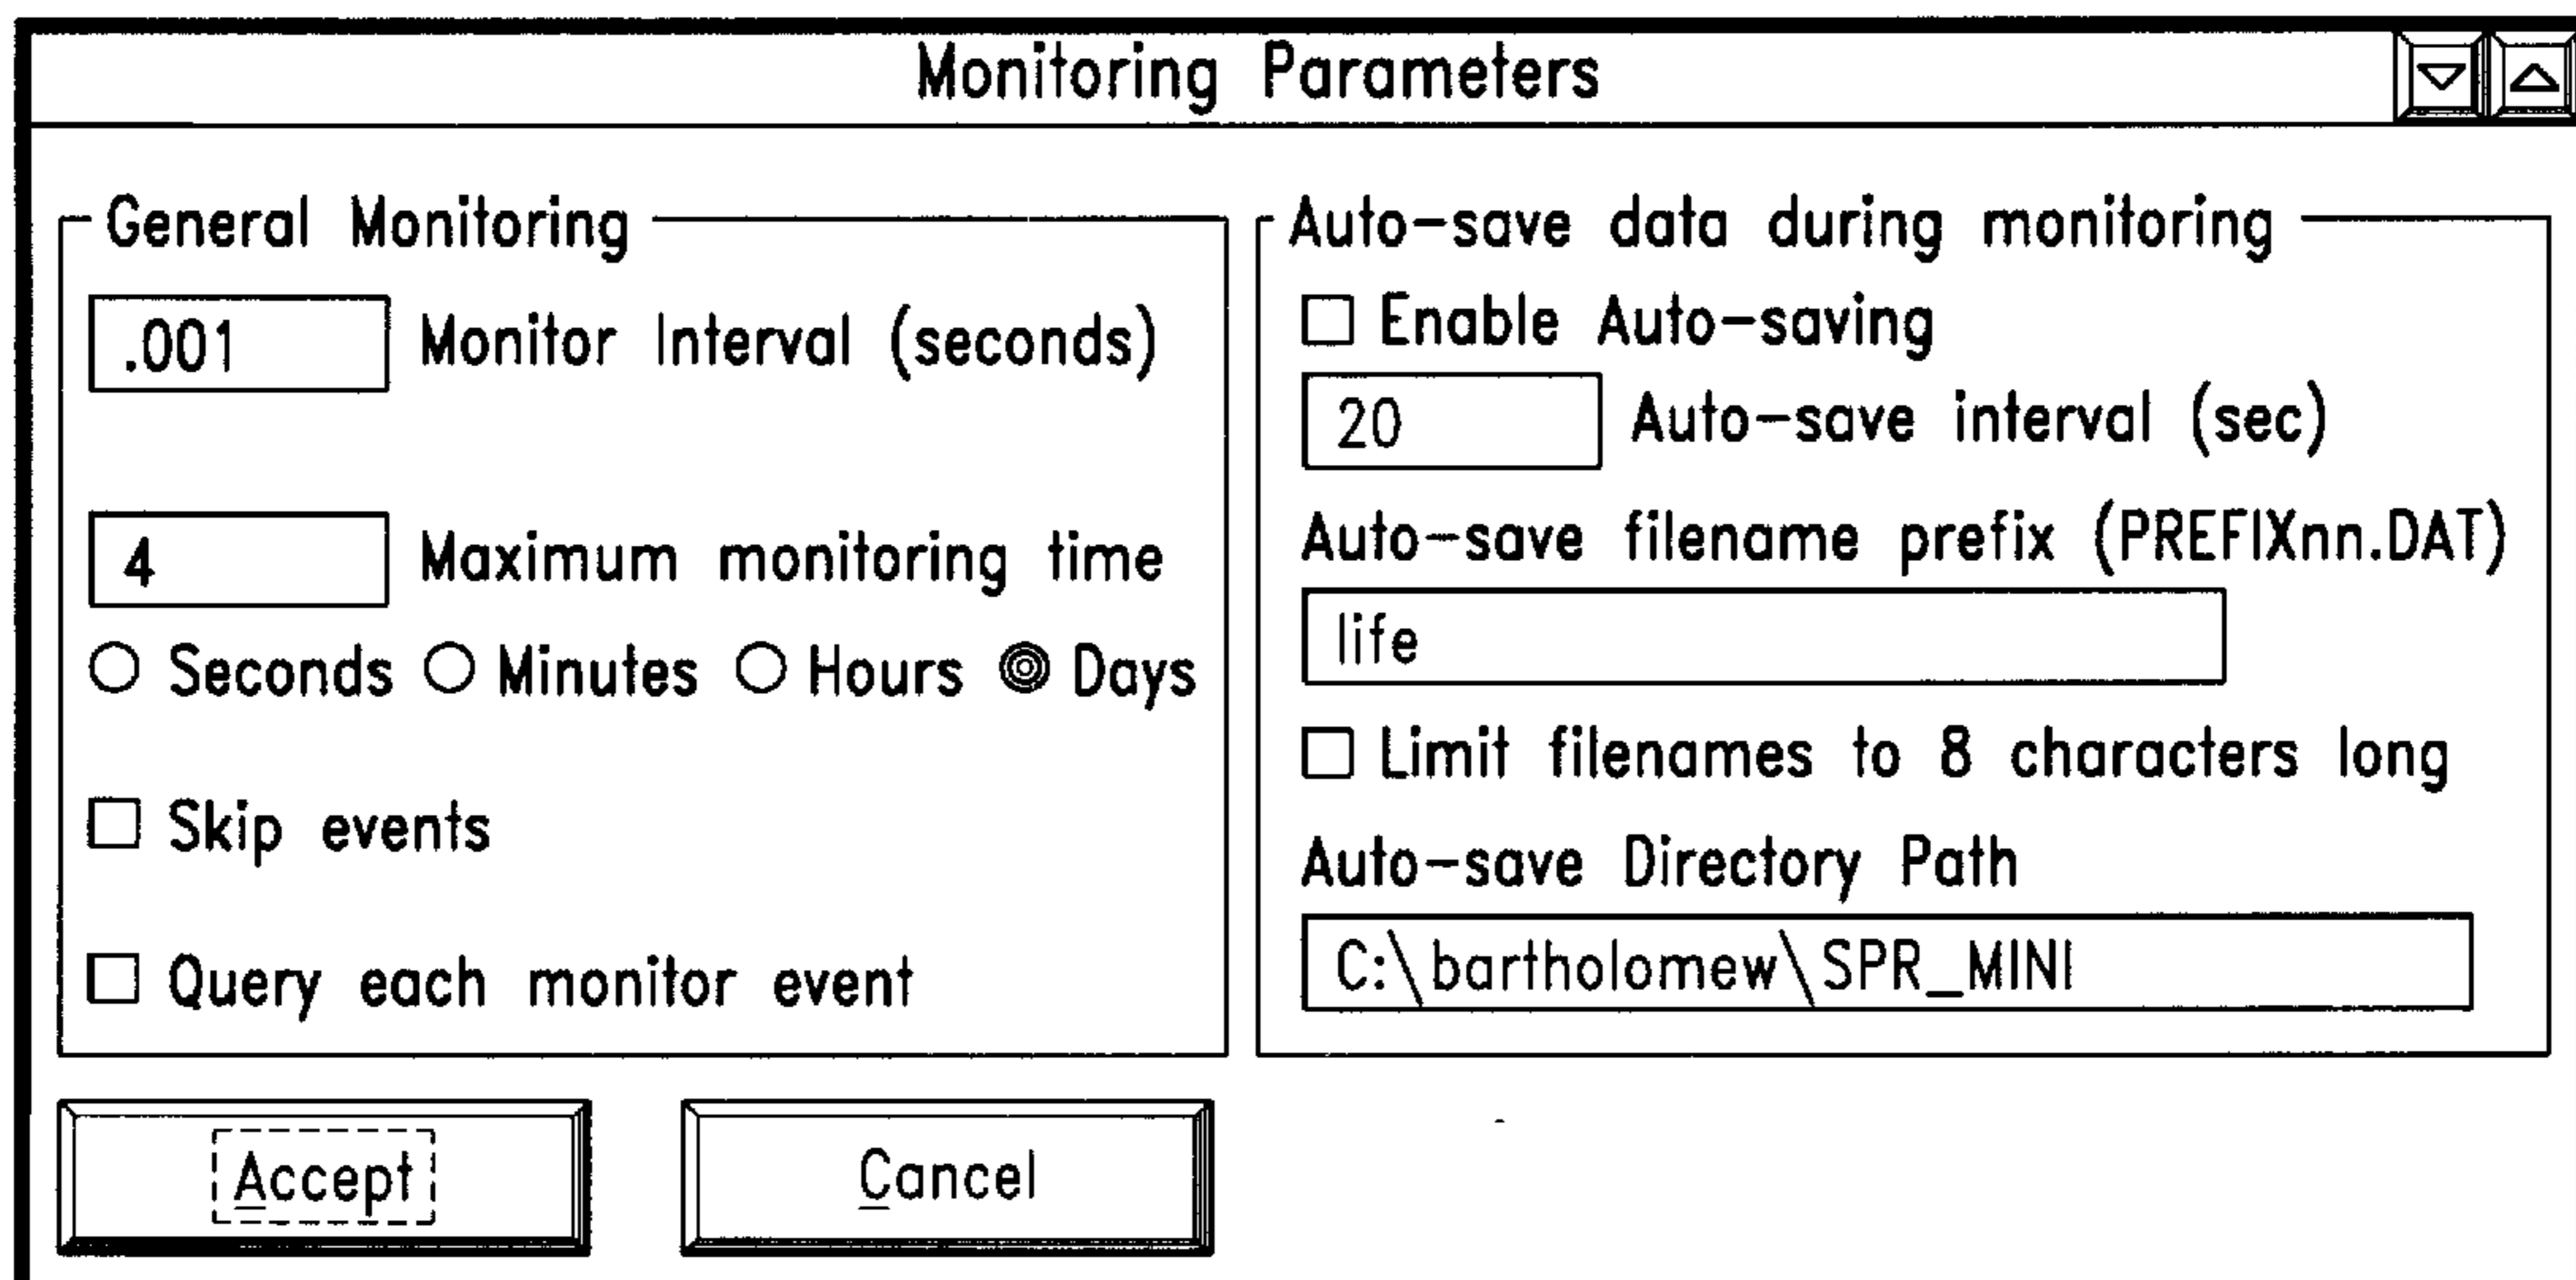 Monitoring Parameters
General Monitoring
.001 Monitor Interval (seconds)
4 Maximum monitoring time
Seconds Minutes Hours Days
Skip events
Query each monitor event
Auto-save data during monitoring
Enable Auto-saving
20 Auto-save interval (sec)
Auto-save filename prefix (PREFIXnn.DAT)
life
Limit filenames to 8 characters long
Auto-save Directory Path
C:\bartholomew\SPR_MINI
Accept Cancel